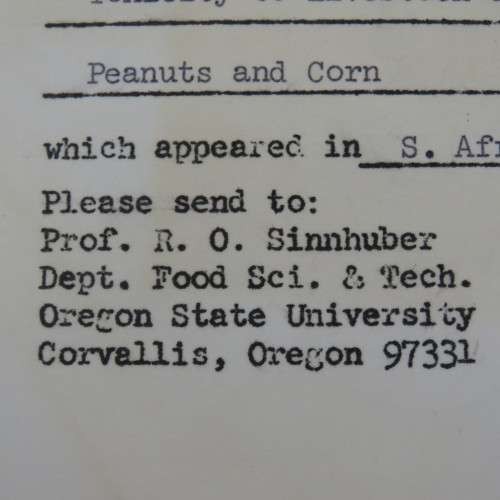 Peanuts and Corn
which appeared in S. Afr
Please send to:
Prof. R. O. Sinnhuber
Dept. Food Sci. & Tech.
Oregon State University
Corvallis, Oregon 97331